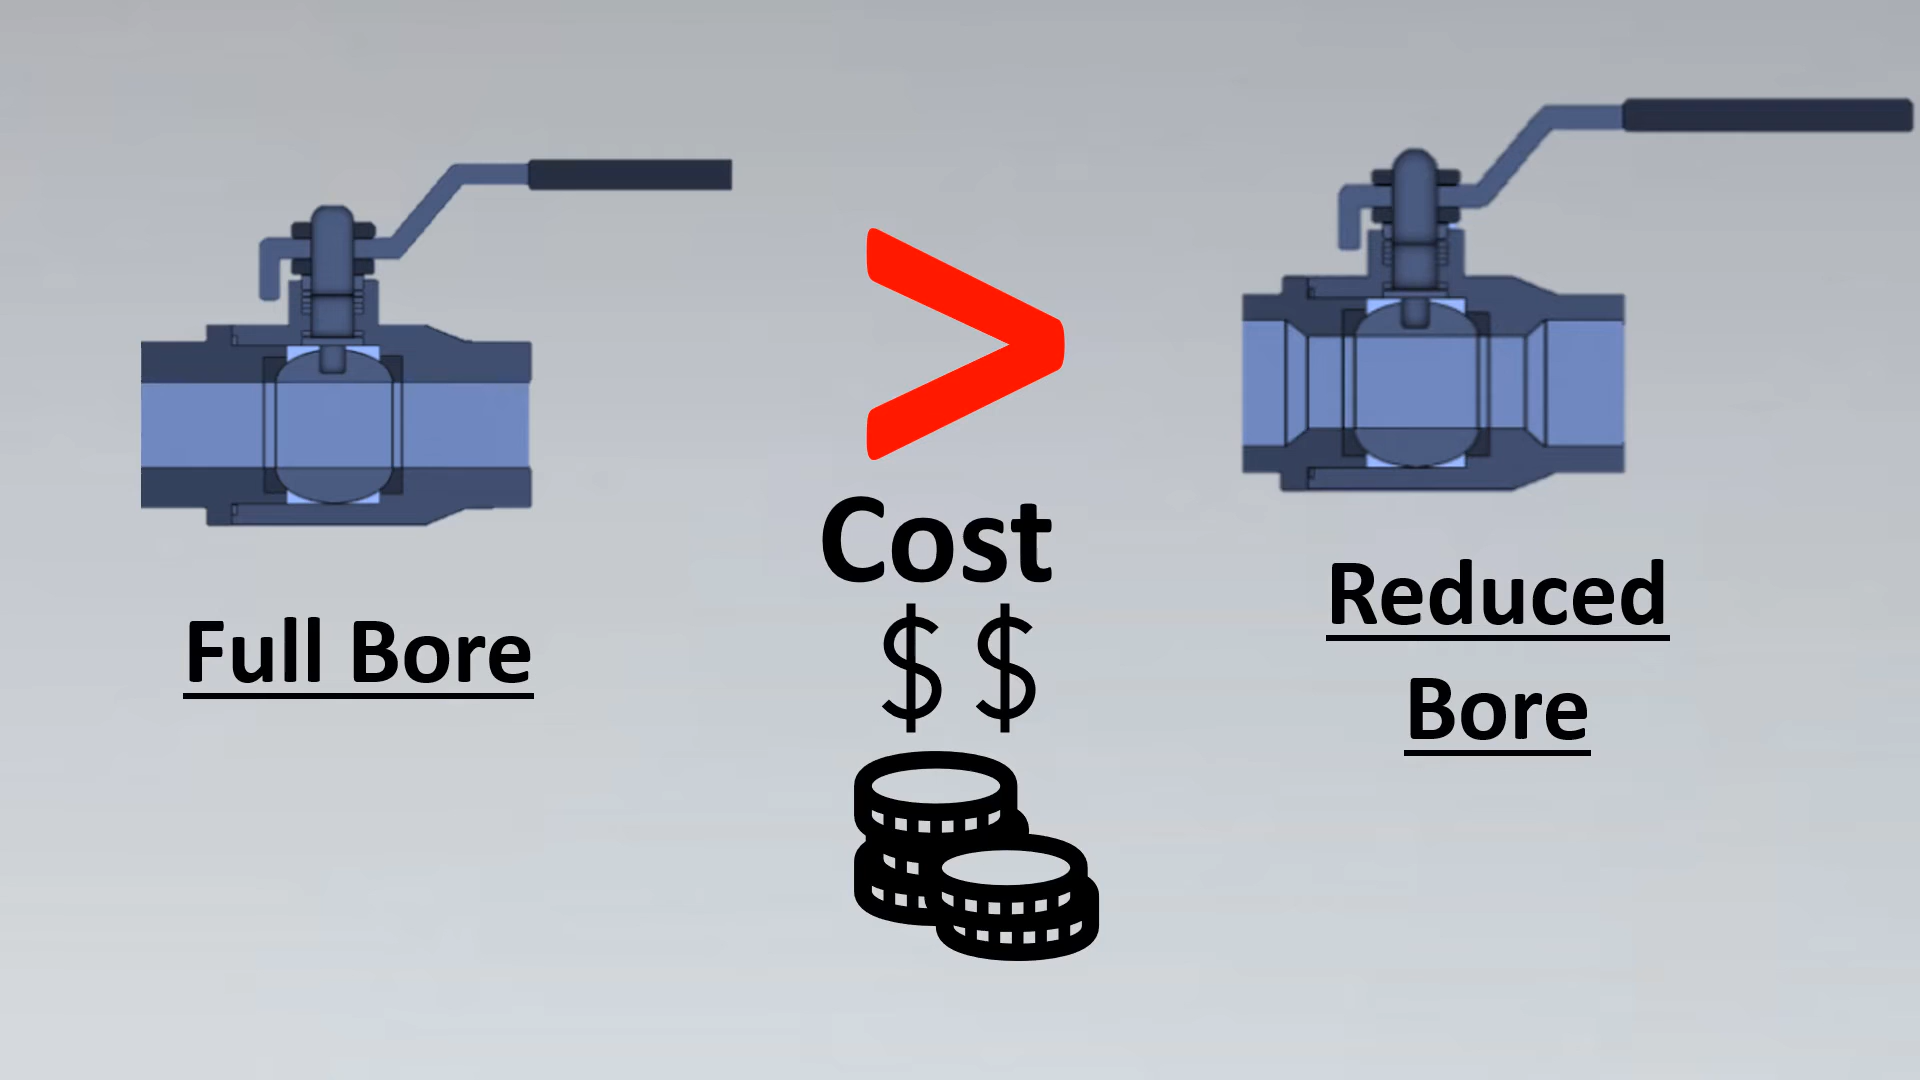 >
Cost
$ $
Full Bore
Reduced
Bore